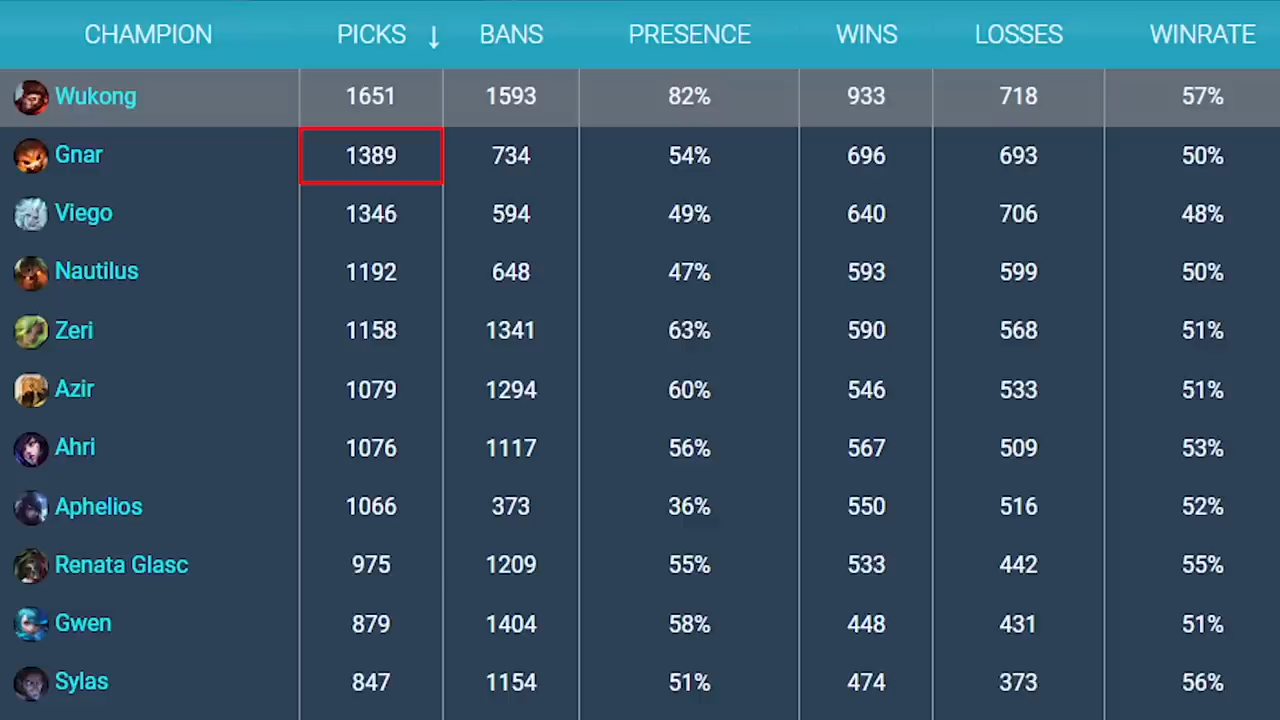 CHAMPION PICKS ↓ BANS PRESENCE WINS LOSSES WINRATE
Wukong 1651 1593 82% 933 718 57%
Gnar 1389 734 54% 696 693 50%
Viego 1346 594 49% 640 706 48%
Nautilus 1192 648 47% 593 599 50%
Zeri 1158 1341 63% 590 568 51%
Azir 1079 1294 60% 546 533 51%
Ahri 1076 1117 56% 567 509 53%
Aphelios 1066 373 36% 550 516 52%
Renata Glasc 975 1209 55% 533 442 55%
Gwen 879 1404 58% 448 431 51%
Sylas 847 1154 51% 474 373 56%